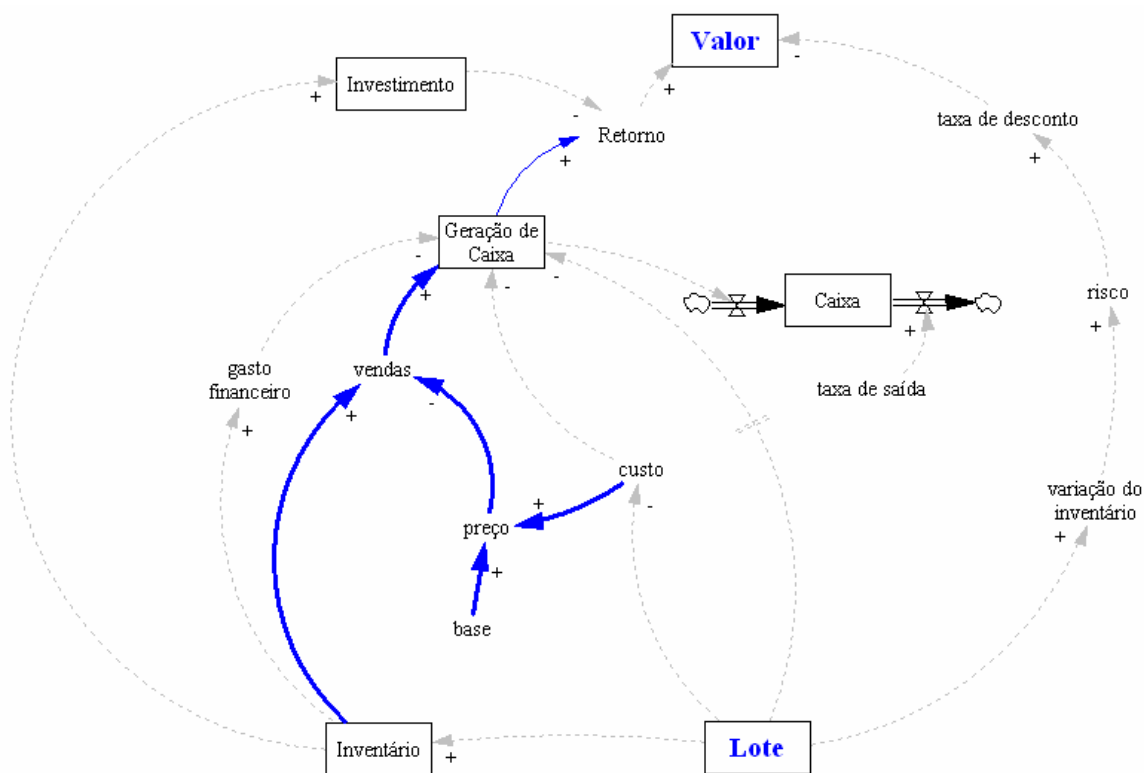 Valor
Investimento
+
-
+
-
taxa de desconto
Retorno
+
+
Geração de
Caixa
-
-
-
+
Caixa
risco
+
+
gasto
financeiro
vendas
taxa de saída
+
-
+
custo
+
-
variação do
inventário
preço
+
+
base
Inventário
+
Lote